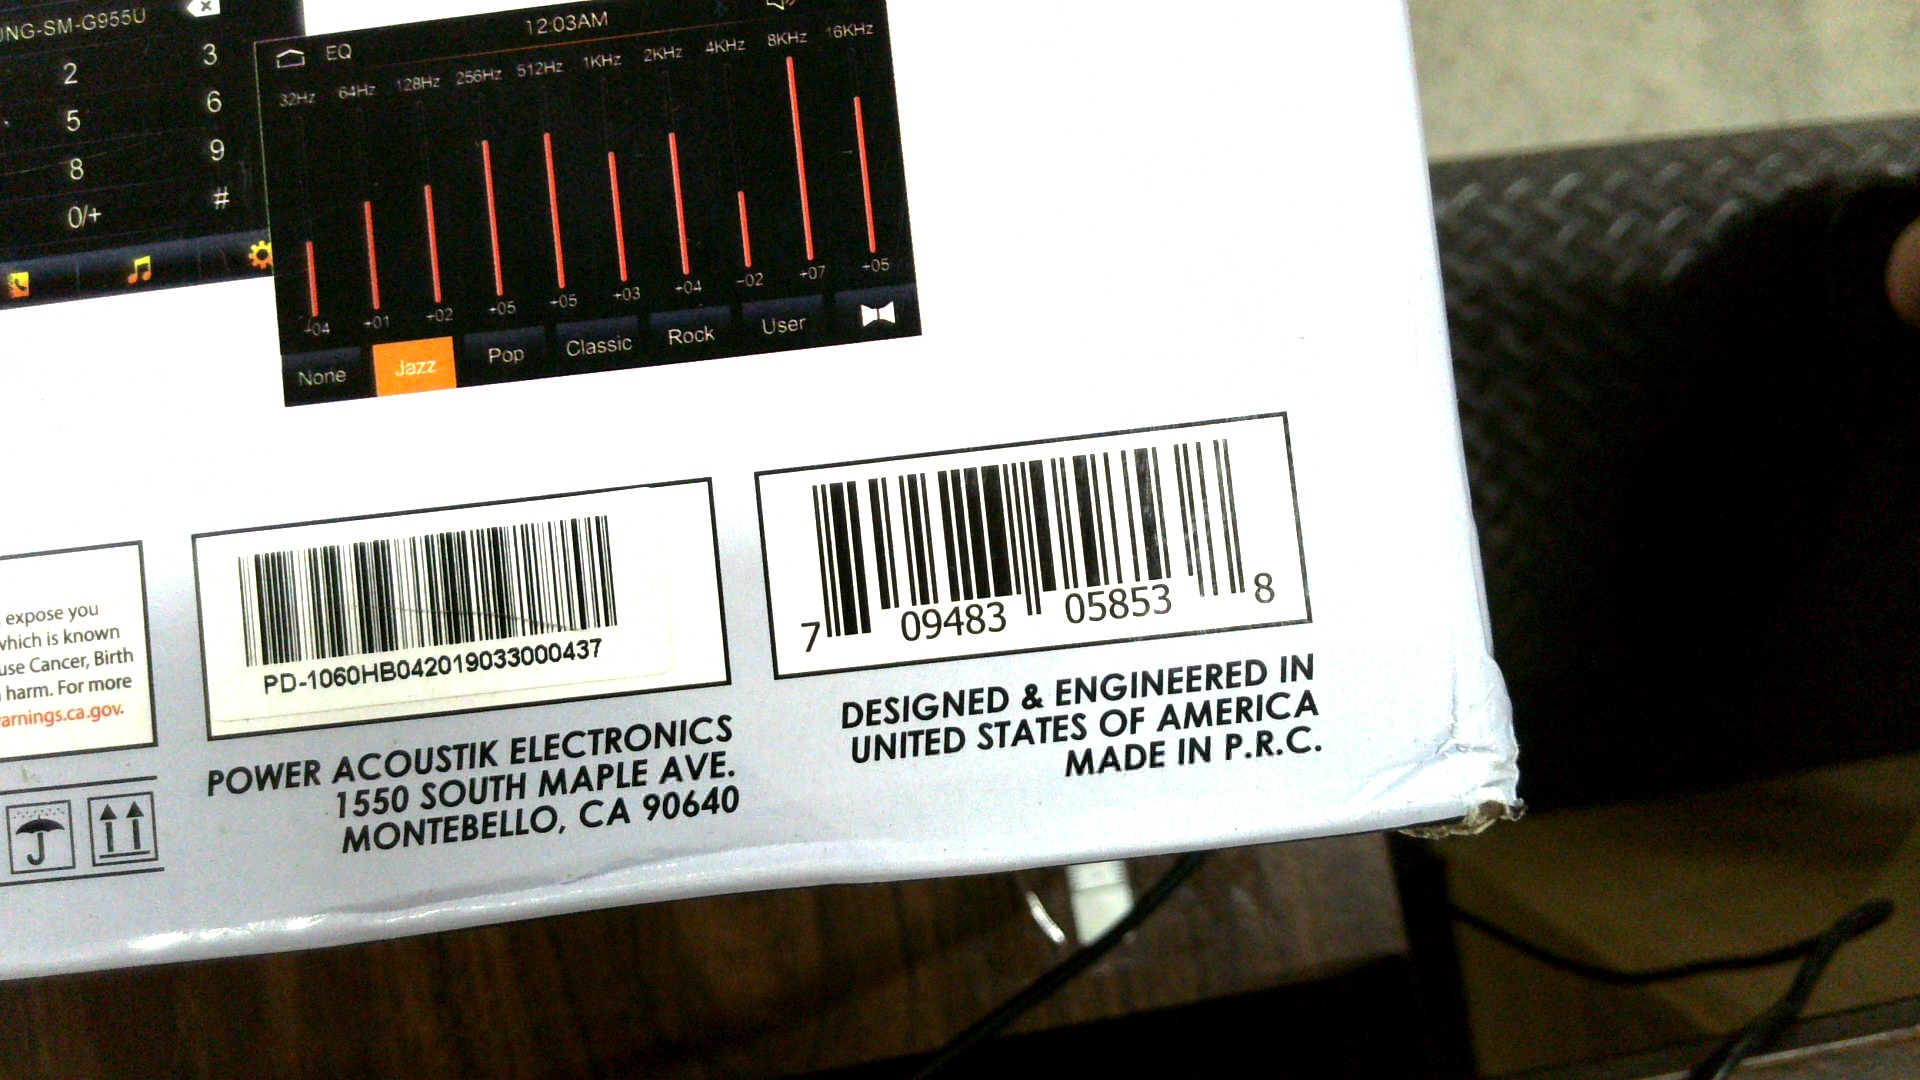 NG-SM-G955U
2 3
5 6
8 9
0/+ #
EQ 12:03AM
32Hz 64Hz 128Hz 256Hz 512Hz 1KHz 2KHz 4KHz 8KHz 16KHz
-04 +01 +02 +05 +05 +03 +04 -02 +07 +05
None Jazz Pop Classic Rock User
expose you
which is known
use Cancer, Birth
harm. For more
arnings.ca.gov.
PD-1060HB042019033000437
POWER ACOUSTIK ELECTRONICS
1550 SOUTH MAPLE AVE.
MONTEBELLO, CA 90640
7 09483 05853 8
DESIGNED & ENGINEERED IN
UNITED STATES OF AMERICA
MADE IN P.R.C.